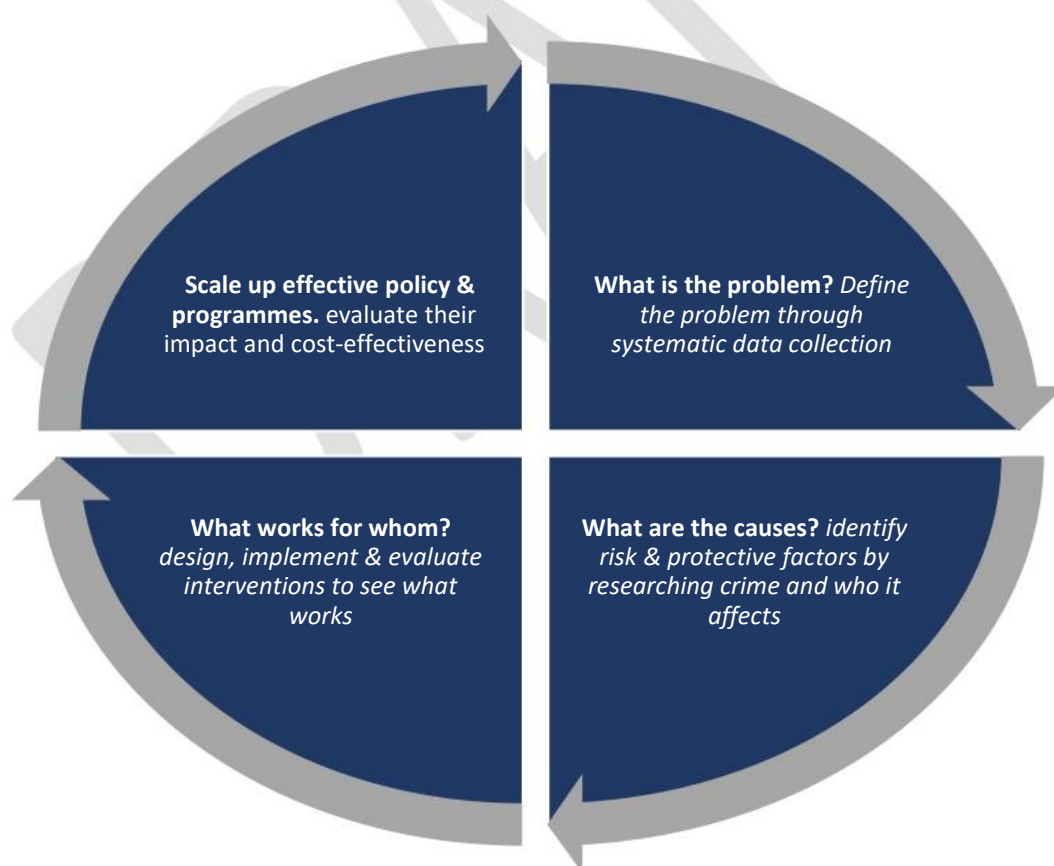 Scale up effective policy &
programmes. evaluate their
impact and cost-effectiveness
What is the problem? Define
the problem through
systematic data collection
What works for whom?
design, implement & evaluate
interventions to see what
works
What are the causes? identify
risk & protective factors by
researching crime and who it
affects